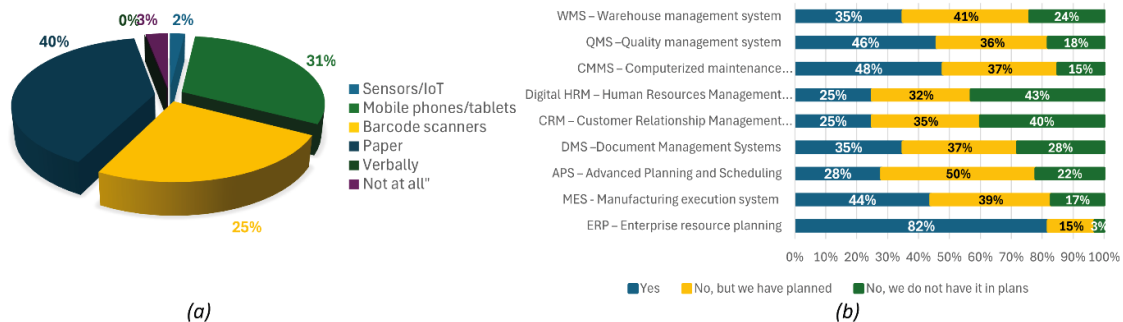 0%
3%
2%
40%
31%
25%
Sensors/IoT
Mobile phones/tablets
Barcode scanners
Paper
Verbally
Not at all"
(a)
WMS – Warehouse management system 35% 41% 24%
QMS –Quality management system 46% 36% 18%
CMMS – Computerized maintenance... 48% 37% 15%
Digital HRM – Human Resources Management... 25% 32% 43%
CRM – Customer Relationship Management... 25% 35% 40%
DMS –Document Management Systems 35% 37% 28%
APS – Advanced Planning and Scheduling 28% 50% 22%
MES - Manufacturing execution system 44% 39% 17%
ERP – Enterprise resource planning 82% 15% 3%
0% 10% 20% 30% 40% 50% 60% 70% 80% 90% 100%
Yes No, but we have planned No, we do not have it in plans
(b)